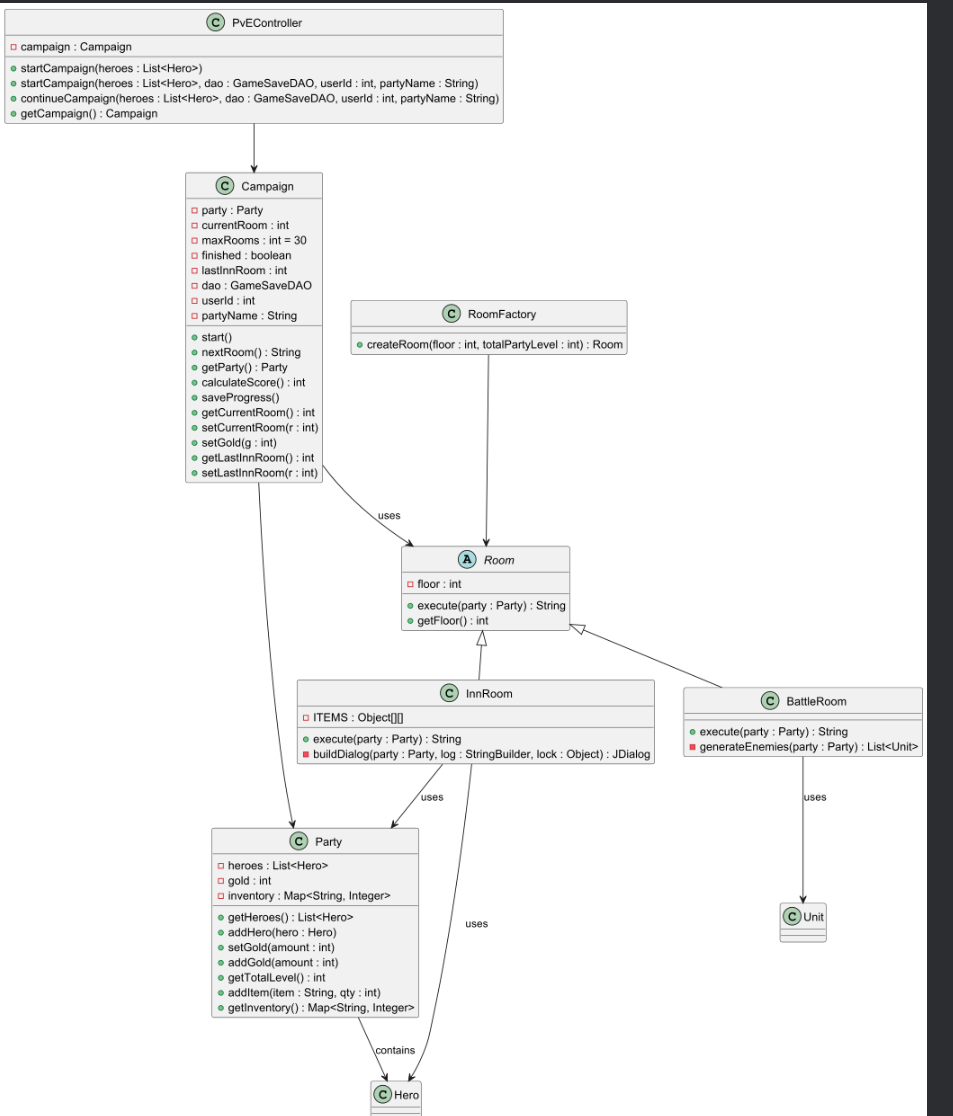 C PvEController
campaign : Campaign
startCampaign(heroes : List<Hero>)
startCampaign(heroes : List<Hero>, dao : GameSaveDAO, userId : int, partyName : String)
continueCampaign(heroes : List<Hero>, dao : GameSaveDAO, userId : int, partyName : String)
getCampaign() : Campaign
C Campaign
party : Party
currentRoom : int
maxRooms : int = 30
finished : boolean
lastInnRoom : int
dao : GameSaveDAO
userId : int
partyName : String
start()
nextRoom() : String
getParty() : Party
calculateScore() : int
saveProgress()
getCurrentRoom() : int
setCurrentRoom(r : int)
setGold(g : int)
getLastInnRoom() : int
setLastInnRoom(r : int)
C RoomFactory
createRoom(floor : int, totalPartyLevel : int) : Room
uses
A Room
floor : int
execute(party : Party) : String
getFloor() : int
C InnRoom
ITEMS : Object[][]
execute(party : Party) : String
buildDialog(party : Party, log : StringBuilder, lock : Object) : JDialog
C BattleRoom
execute(party : Party) : String
generateEnemies(party : Party) : List<Unit>
uses
uses
C Party
heroes : List<Hero>
gold : int
inventory : Map<String, Integer>
getHeroes() : List<Hero>
addHero(hero : Hero)
setGold(amount : int)
addGold(amount : int)
getTotalLevel() : int
addItem(item : String, qty : int)
getInventory() : Map<String, Integer>
uses
C Unit
contains
C Hero